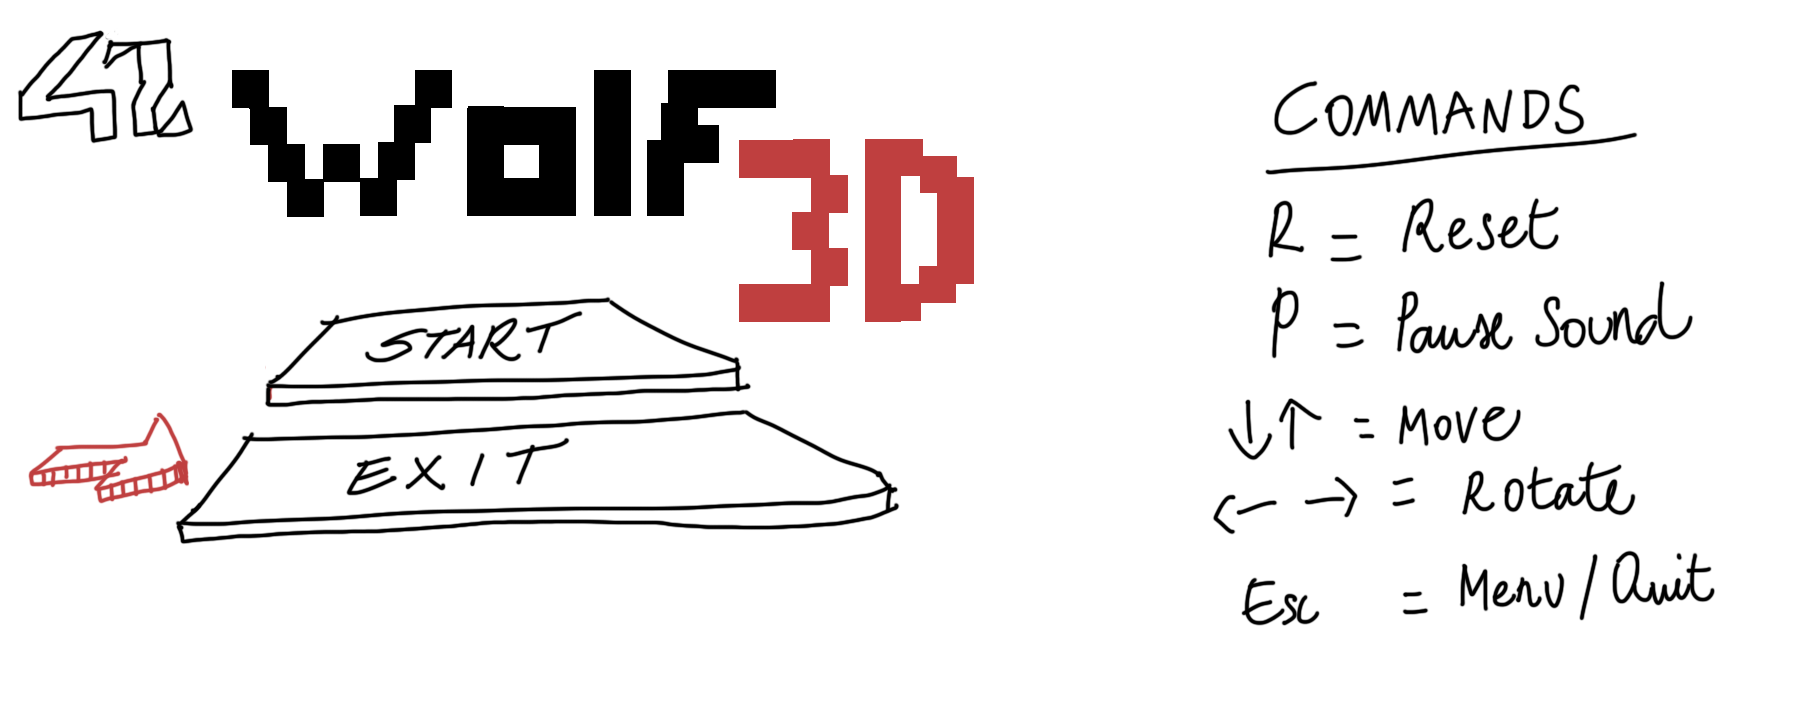 42
Wolf
3D
START
EXIT
COMMANDS
R = Reset
P = Pause Sound
↓↑ = Move
← → = Rotate
Esc = Menu/Quit